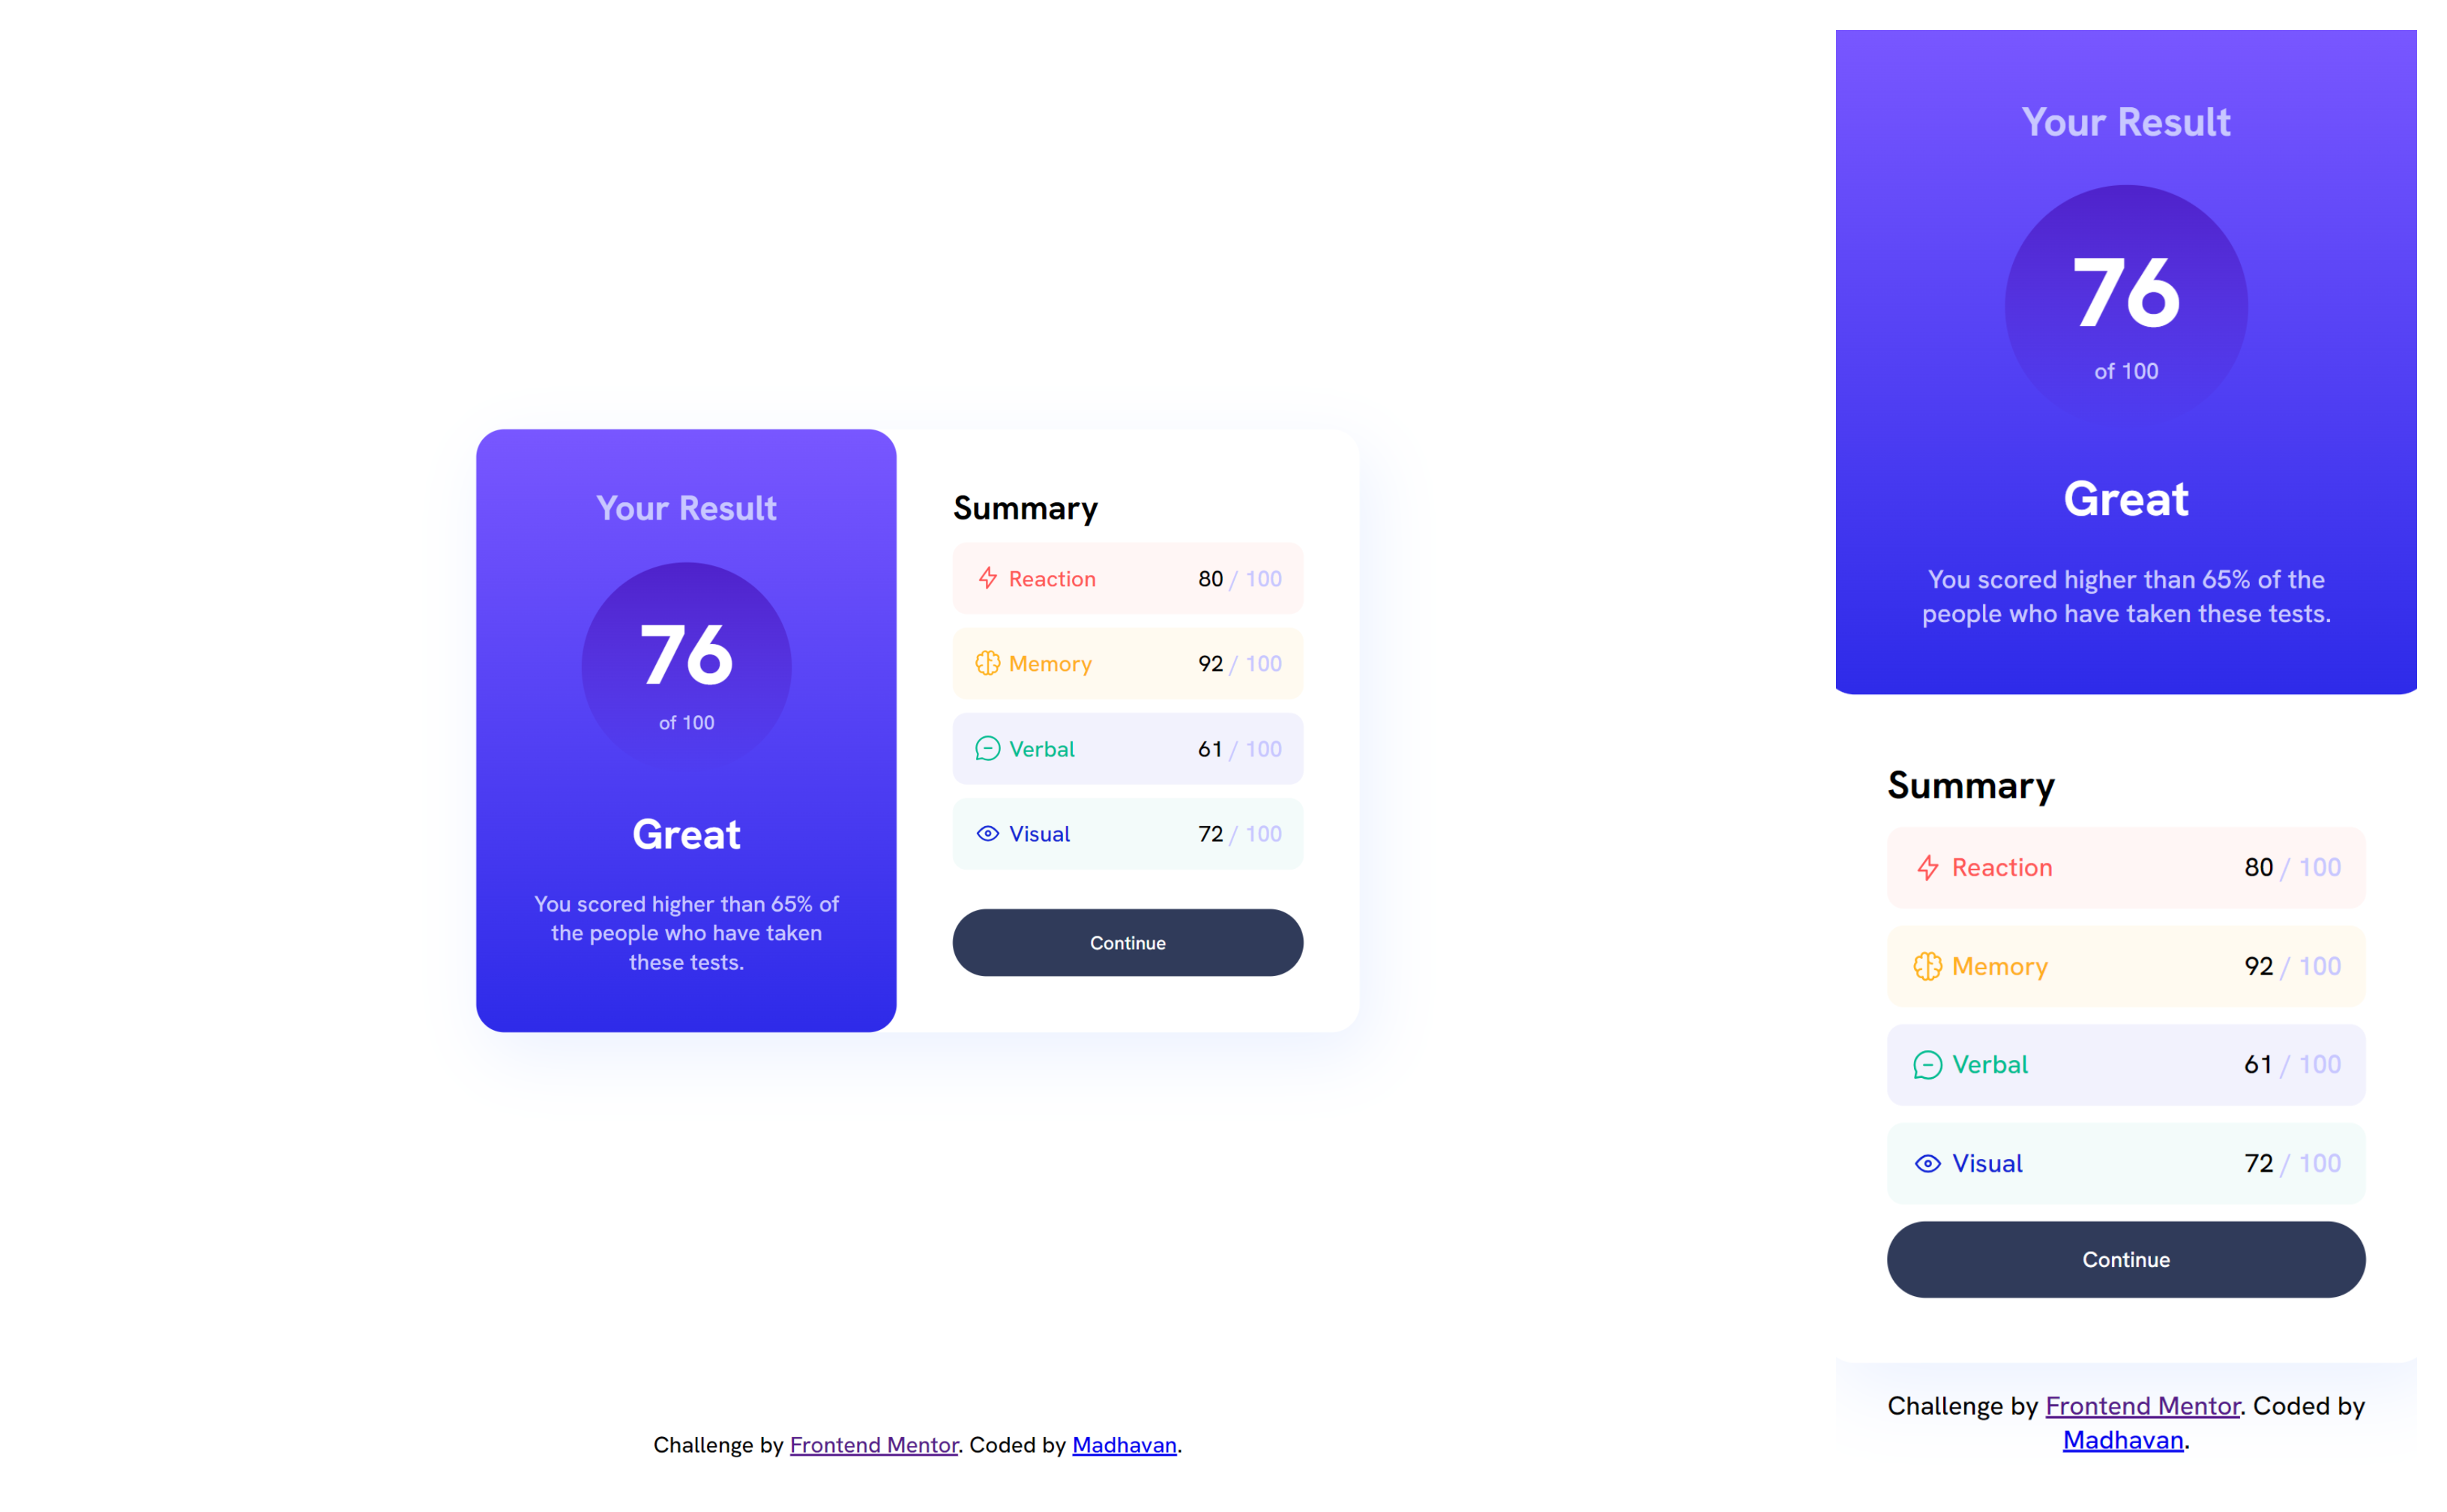 Your Result
76
of 100
Great
You scored higher than 65% of
the people who have taken
these tests.
Summary
Reaction 80 / 100
Memory 92 / 100
Verbal 61 / 100
Visual 72 / 100
Continue
Challenge by Frontend Mentor. Coded by Madhavan.
Your Result
76
of 100
Great
You scored higher than 65% of the
people who have taken these tests.
Summary
Reaction 80 / 100
Memory 92 / 100
Verbal 61 / 100
Visual 72 / 100
Continue
Challenge by Frontend Mentor. Coded by
Madhavan.